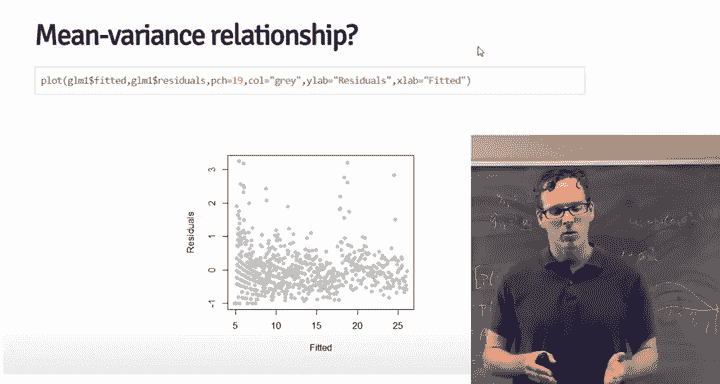 Mean-variance relationship?
plot(glm1$fitted,glm1$residuals,pch=19,col="grey",ylab="Residuals",xlab="Fitted")
3
2
1
0
-1
Residuals
5 10 15 20 25
Fitted